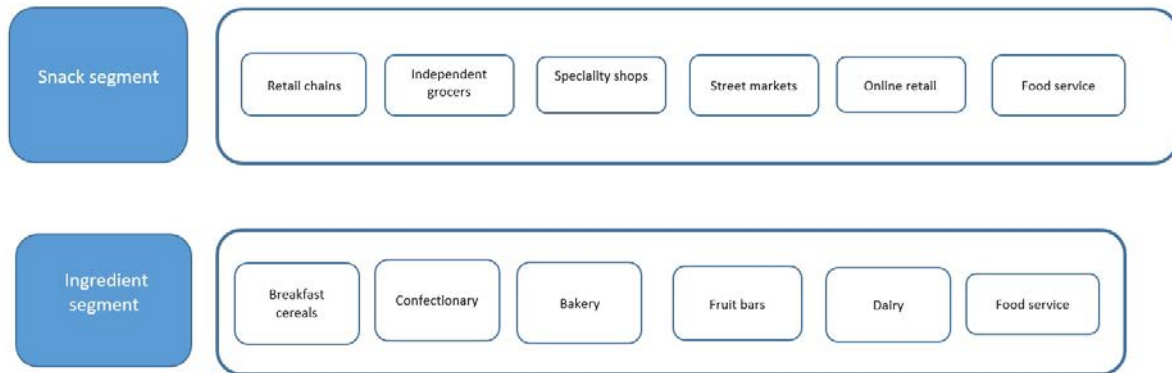 Snack segment
Retail chains
Independent
grocers
Speciality shops
Street markets
Online retail
Food service
Ingredient
segment
Breakfast
cereals
Confectionary
Bakery
Fruit bars
Dairy
Food service